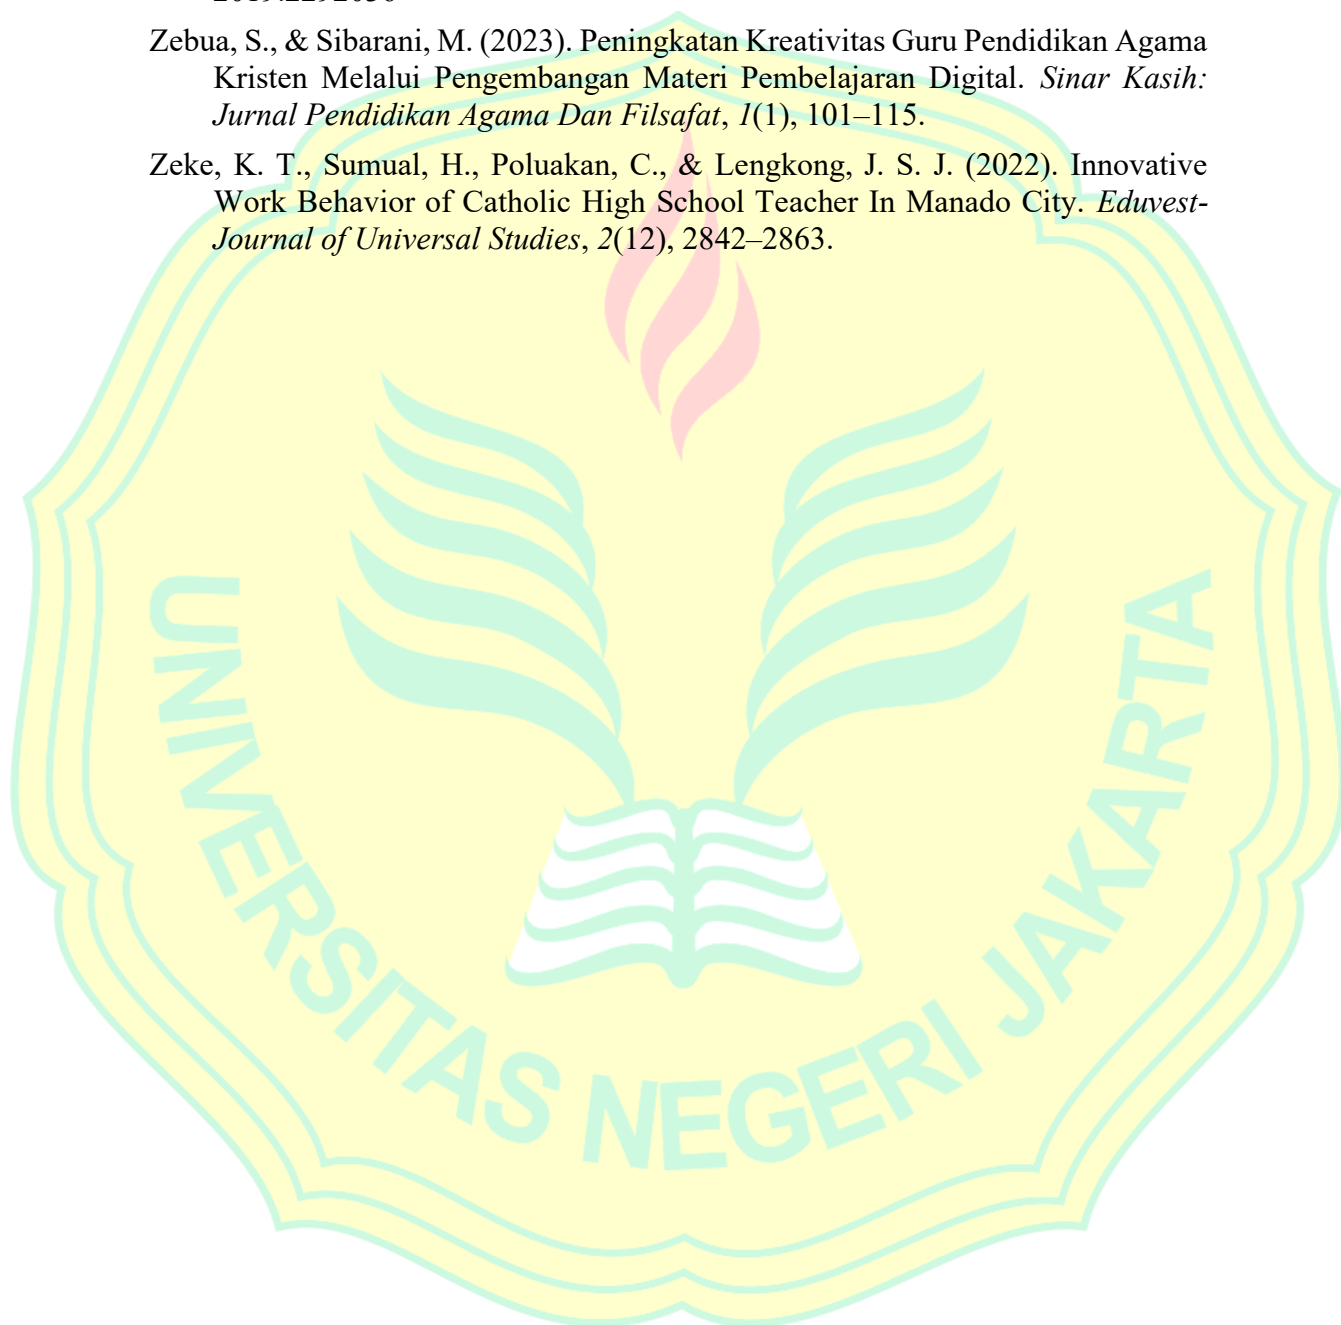 Zebua, S., & Sibarani, M. (2023). Peningkatan Kreativitas Guru Pendidikan Agama
Kristen Melalui Pengembangan Materi Pembelajaran Digital. Sinar Kasih:
Jurnal Pendidikan Agama Dan Filsafat, 1(1), 101–115.
Zeke, K. T., Sumual, H., Poluakan, C., & Lengkong, J. S. J. (2022). Innovative
Work Behavior of Catholic High School Teacher In Manado City. Eduvest-
Journal of Universal Studies, 2(12), 2842–2863.
UNIVERSITAS NEGERI JAKARTA